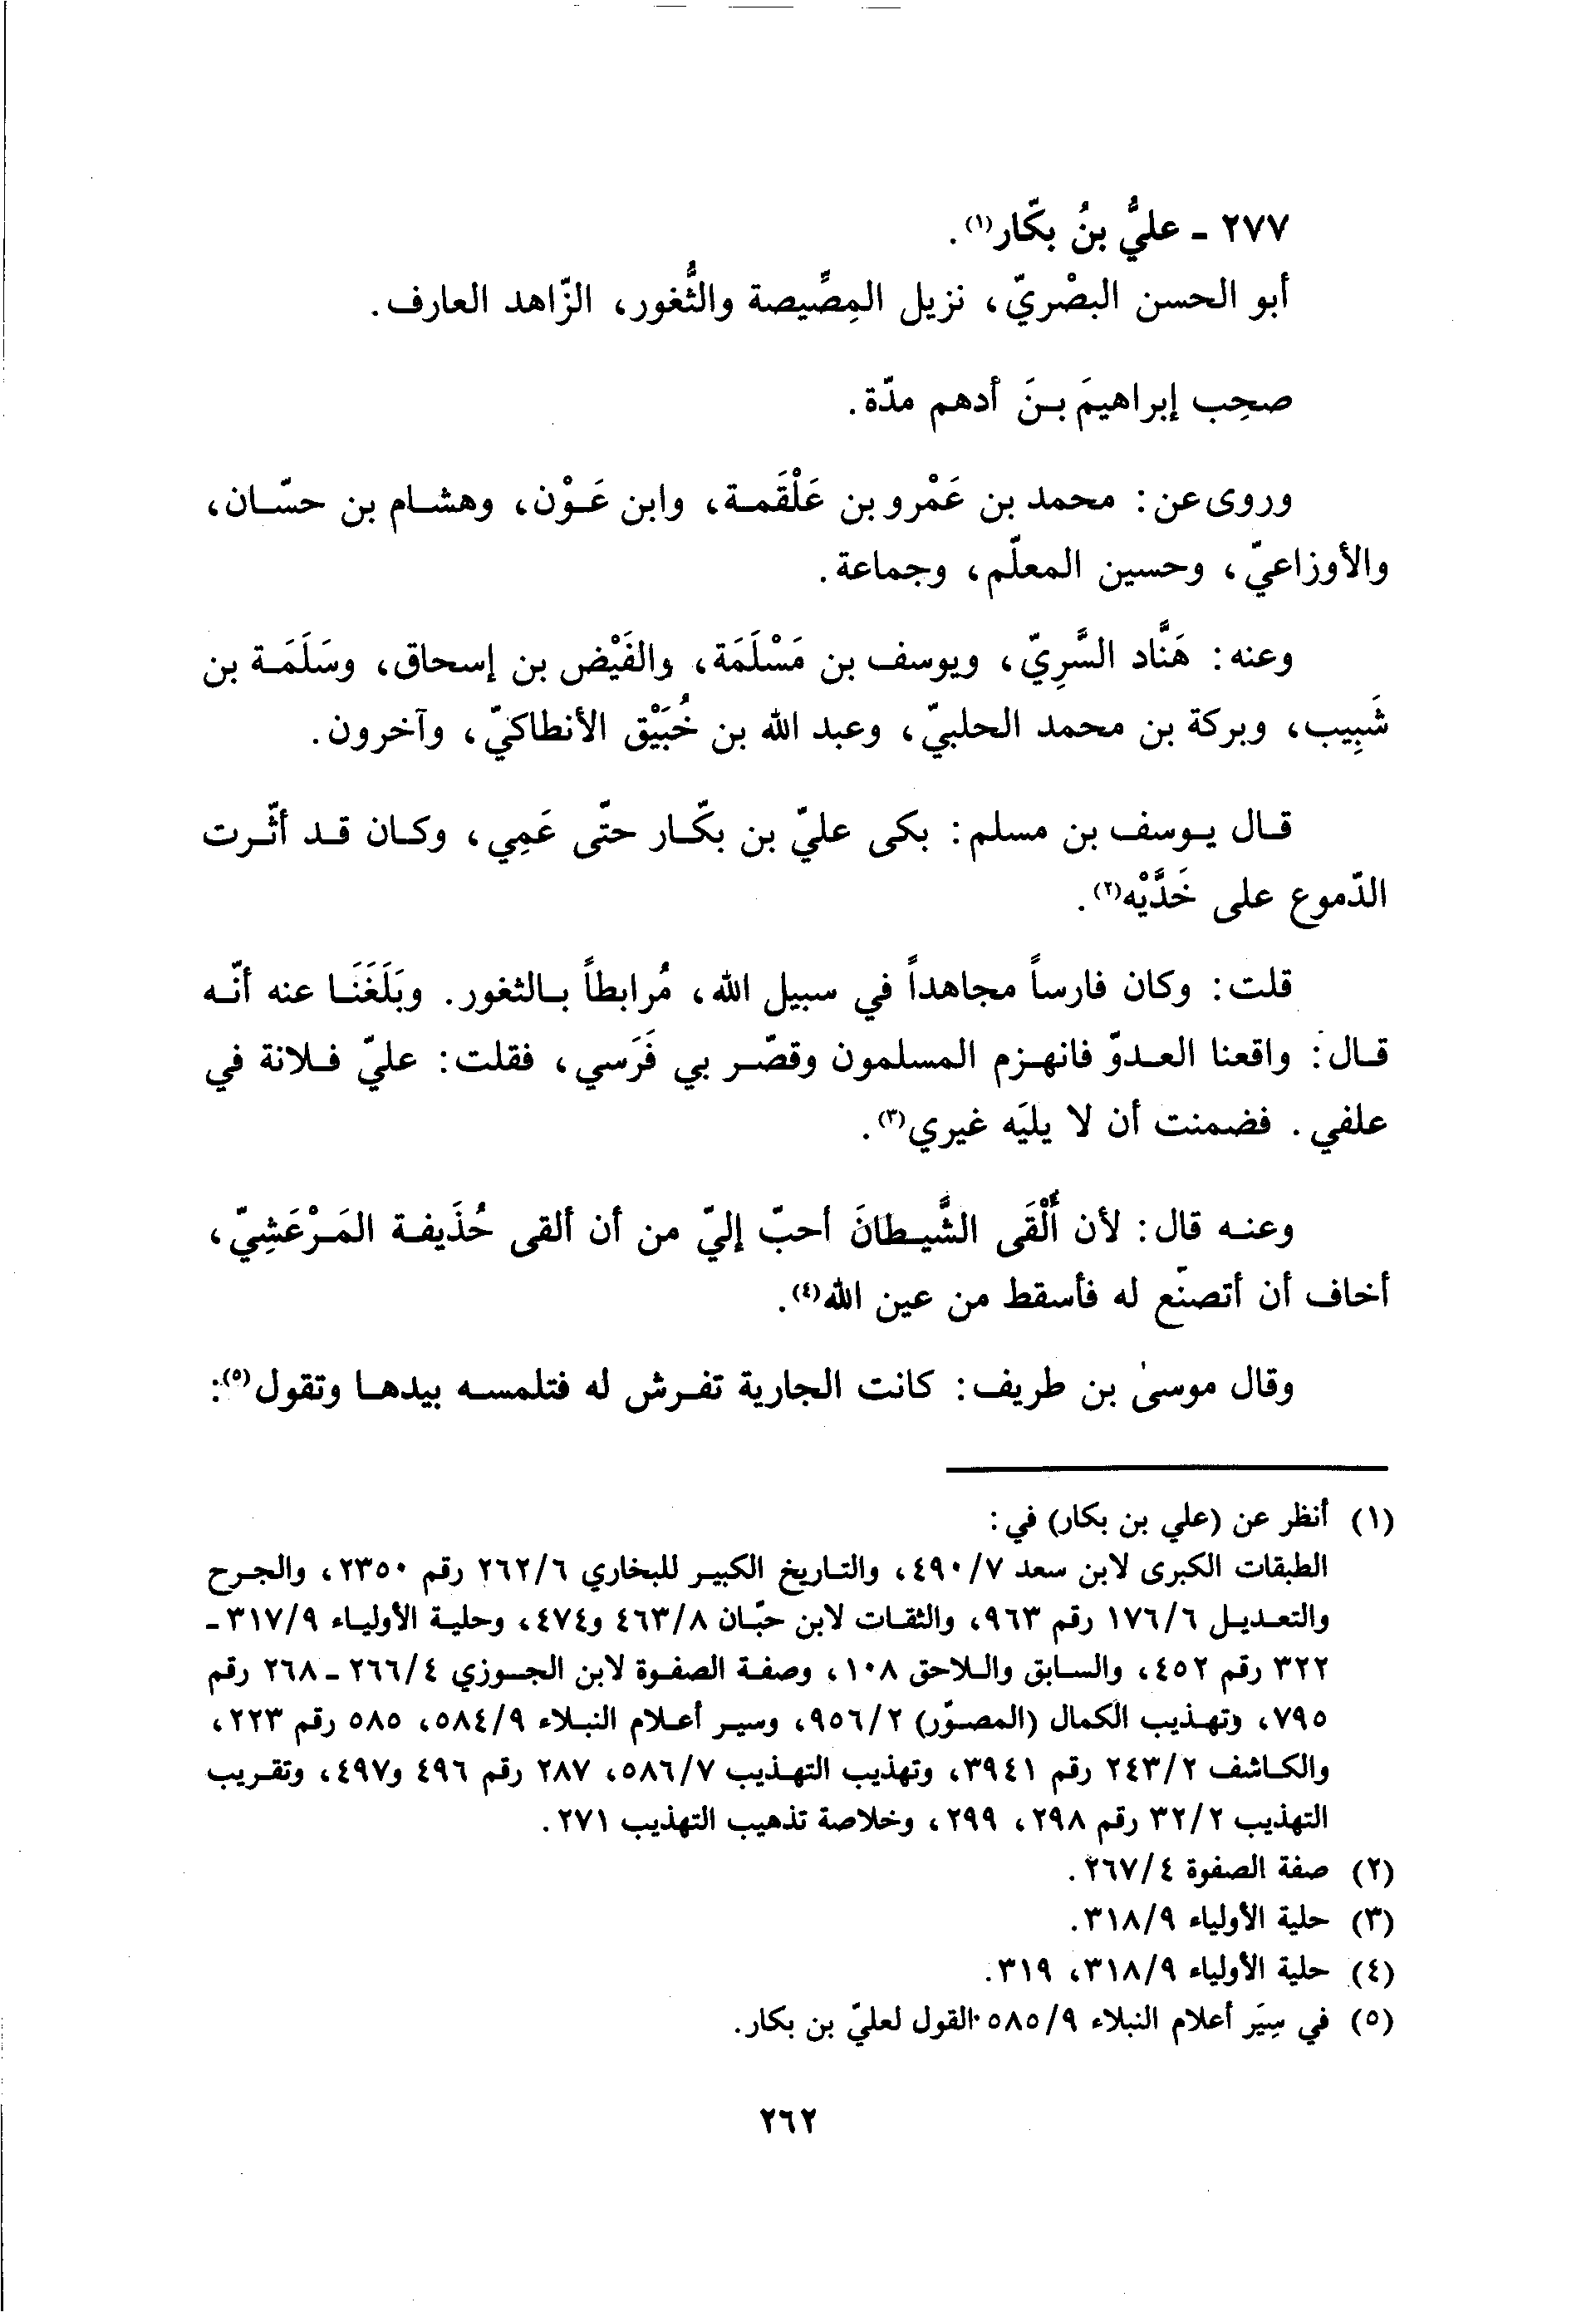 ٢٧٧ - عليُّ بنُ بكّار(١).
أبو الحسن البصْريّ، نزيل المِصِّيصة والثُّغور، الزّاهد العارف.
صحِب إبراهيمَ بنَ أدهم مدّة.
وروى عن: محمد بن عَمْرو بن عَلْقَمة، وابن عَوْن، وهشام بن حسّان،
والأوزاعيّ، وحسين المعلّم، وجماعة.
وعنه: هَنَّاد السَّرِيّ، ويوسف بن مَسْلَمَة، والفَيْض بن إسحاق، وسَلَمَة بن
شَبِيب، وبركة بن محمد الحلبيّ، وعبد الله بن خُبَيْق الأنطاكيّ، وآخرون.
قال يوسف بن مسلم: بكى عليّ بن بكّار حتّى عَمِي، وكان قد أثّرت
الدّموع على خَدَّيْه(٢).
قلت: وكان فارساً مجاهداً في سبيل الله، مُرابطاً بالثغور. وبَلَغَنَا عنه أنّه
قال: واقعنا العدوّ فانهزم المسلمون وقصّر بي فَرَسي، فقلت: عليّ فلانة في
علفي. فضمنت أن لا يليَه غيري(٣).
وعنه قال: لأن أَلْقَى الشَّيطانَ أحبّ إليّ من أن ألقى حُذَيفة المَرْعَشِيّ،
أخاف أن أتصنّع له فأسقط من عين الله(٤).
وقال موسىٰ بن طريف: كانت الجارية تفرش له فتلمسه بيدها وتقول(٥):
(١) أنظر عن (علي بن بكار) في:
الطبقات الكبرى لابن سعد ٤٩٠/٧، والتاريخ الكبير للبخاري ٢٦٢/٦ رقم ٢٣٥٠، والجرح
والتعديل ١٧٦/٦ رقم ٩٦٣، والثقات لابن حبّان ٤٦٣/٨ و٤٧٤، وحلية الأولياء ٣١٧/٩ -
٣٢٢ رقم ٤٥٢، والسابق واللاحق ١٠٨، وصفة الصفوة لابن الجوزي ٢٦٦/٤ - ٢٦٨ رقم
٧٩٥، وتهذيب الكمال (المصوّر) ٩٥٦/٢، وسير أعلام النبلاء ٥٨٤/٩، ٥٨٥ رقم ٢٢٣،
والكاشف ٢٤٣/٢ رقم ٣٩٤١، وتهذيب التهذيب ٥٨٦/٧، ٢٨٧ رقم ٤٩٦ و٤٩٧، وتقريب
التهذيب ٣٢/٢ رقم ٢٩٨، ٢٩٩، وخلاصة تذهيب التهذيب ٢٧١.
(٢) صفة الصفوة ٢٦٧/٤.
(٣) حلية الأولياء ٣١٨/٩.
(٤) حلية الأولياء ٣١٨/٩، ٣١٩.
(٥) في سِيَر أعلام النبلاء ٥٨٥/٩ القول لعليّ بن بكار.
٢٦٢